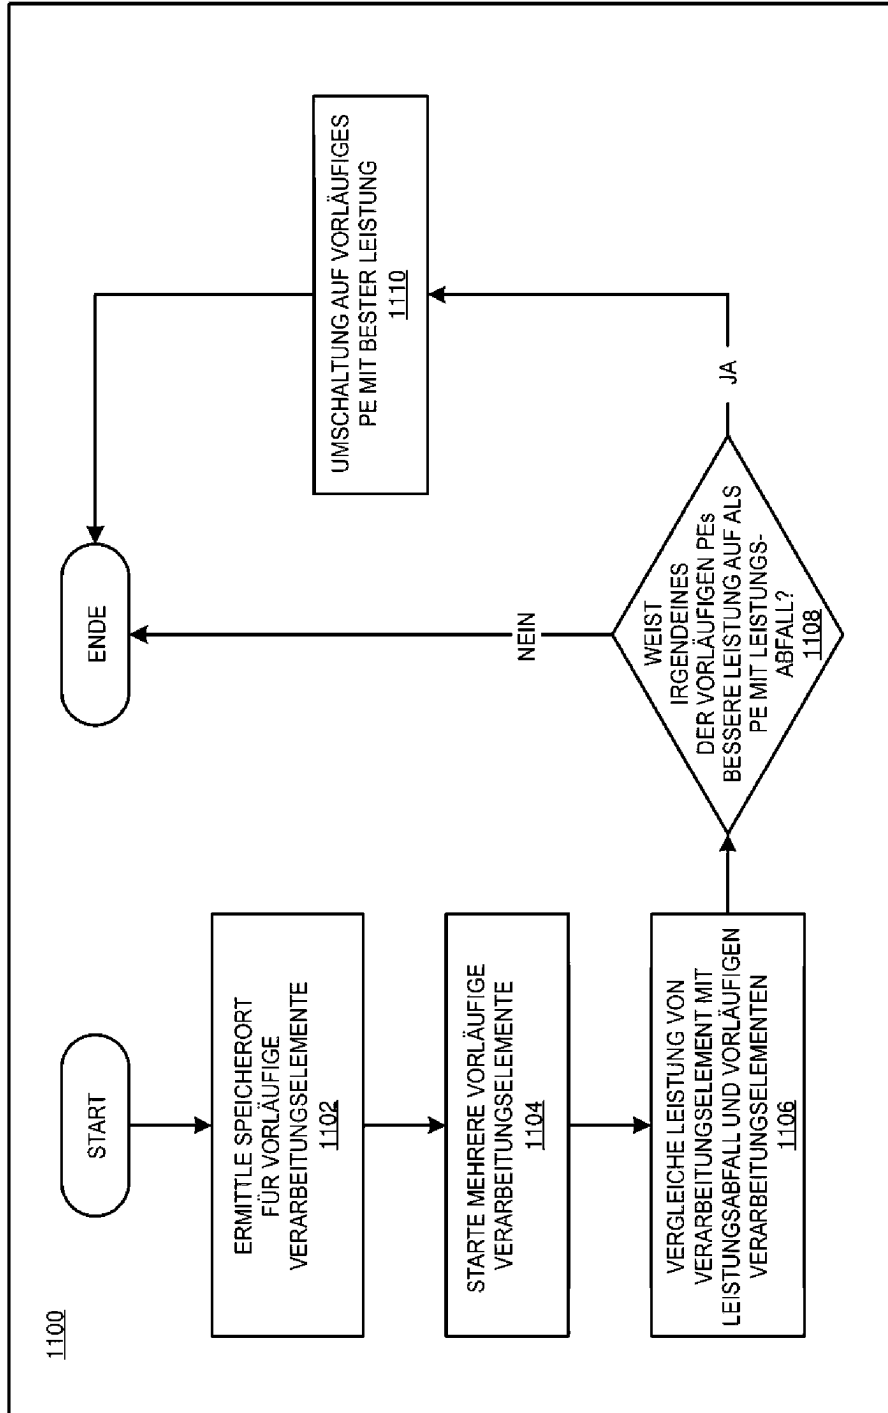 1100
START
ERMITTLE SPEICHERORT
FÜR VORLÄUFIGE
VERARBEITUNGSELEMENTE
1102
STARTE MEHRERE VORLÄUFIGE
VERARBEITUNGSELEMENTE
1104
VERGLEICHE LEISTUNG VON
VERARBEITUNGSELEMENT MIT
LEISTUNGSABFALL UND VORLÄUFIGEN
VERARBEITUNGSELEMENTEN
1106
WEIST
IRGENDEINES
DER VORLÄUFIGEN PEs
BESSERE LEISTUNG AUF ALS
PE MIT LEISTUNGS-
ABFALL?
1108
NEIN
JA
UMSCHALTUNG AUF VORLÄUFIGES
PE MIT BESTER LEISTUNG
1110
ENDE